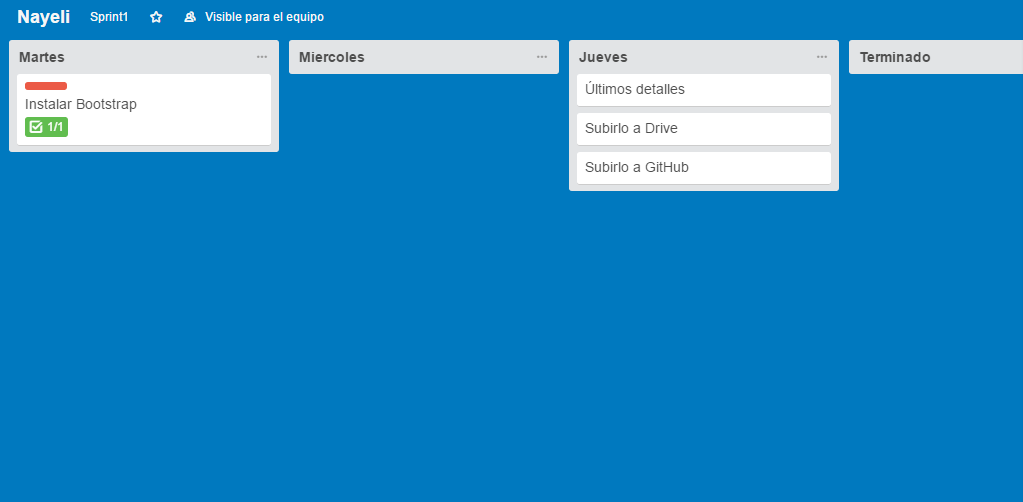 Nayeli Sprint1 Visible para el equipo
Martes
Instalar Bootstrap
1/1
Miercoles
Jueves
Últimos detalles
Subirlo a Drive
Subirlo a GitHub
Terminado